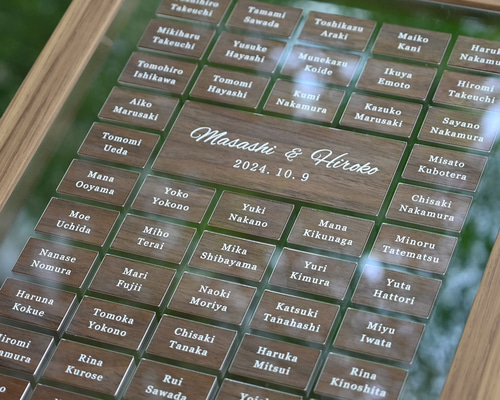 Takeuchi
Tamami
Sawada
Toshikazu
Araki
Maiko
Kani
Mikiharu
Takeuchi
Yusuke
Hayashi
Munekazu
Koide
Ikuya
Emoto
Hiromi
Takeuchi
Tomohiro
Ishikawa
Tomomi
Hayashi
Kumi
Nakamura
Kazuko
Marusaki
Sayano
Nakamura
Aiko
Marusaki
Masashi & Hiroko
2024.10.9
Misato
Kubotera
Tomomi
Ueda
Chisaki
Nakamura
Mana
Ooyama
Yoko
Yokono
Yuki
Nakano
Mana
Kikunaga
Minoru
Tatematsu
Moe
Uchida
Miho
Terai
Mika
Shibayama
Yuri
Kimura
Yuta
Hattori
Nanase
Nomura
Mari
Fujii
Naoki
Moriya
Katsuki
Tanahashi
Miyu
Iwata
Haruna
Kokue
Tomoka
Yokono
Chisaki
Tanaka
Haruka
Mitsui
Rina
Kinoshita
Rina
Kurose
Rui
Sawada